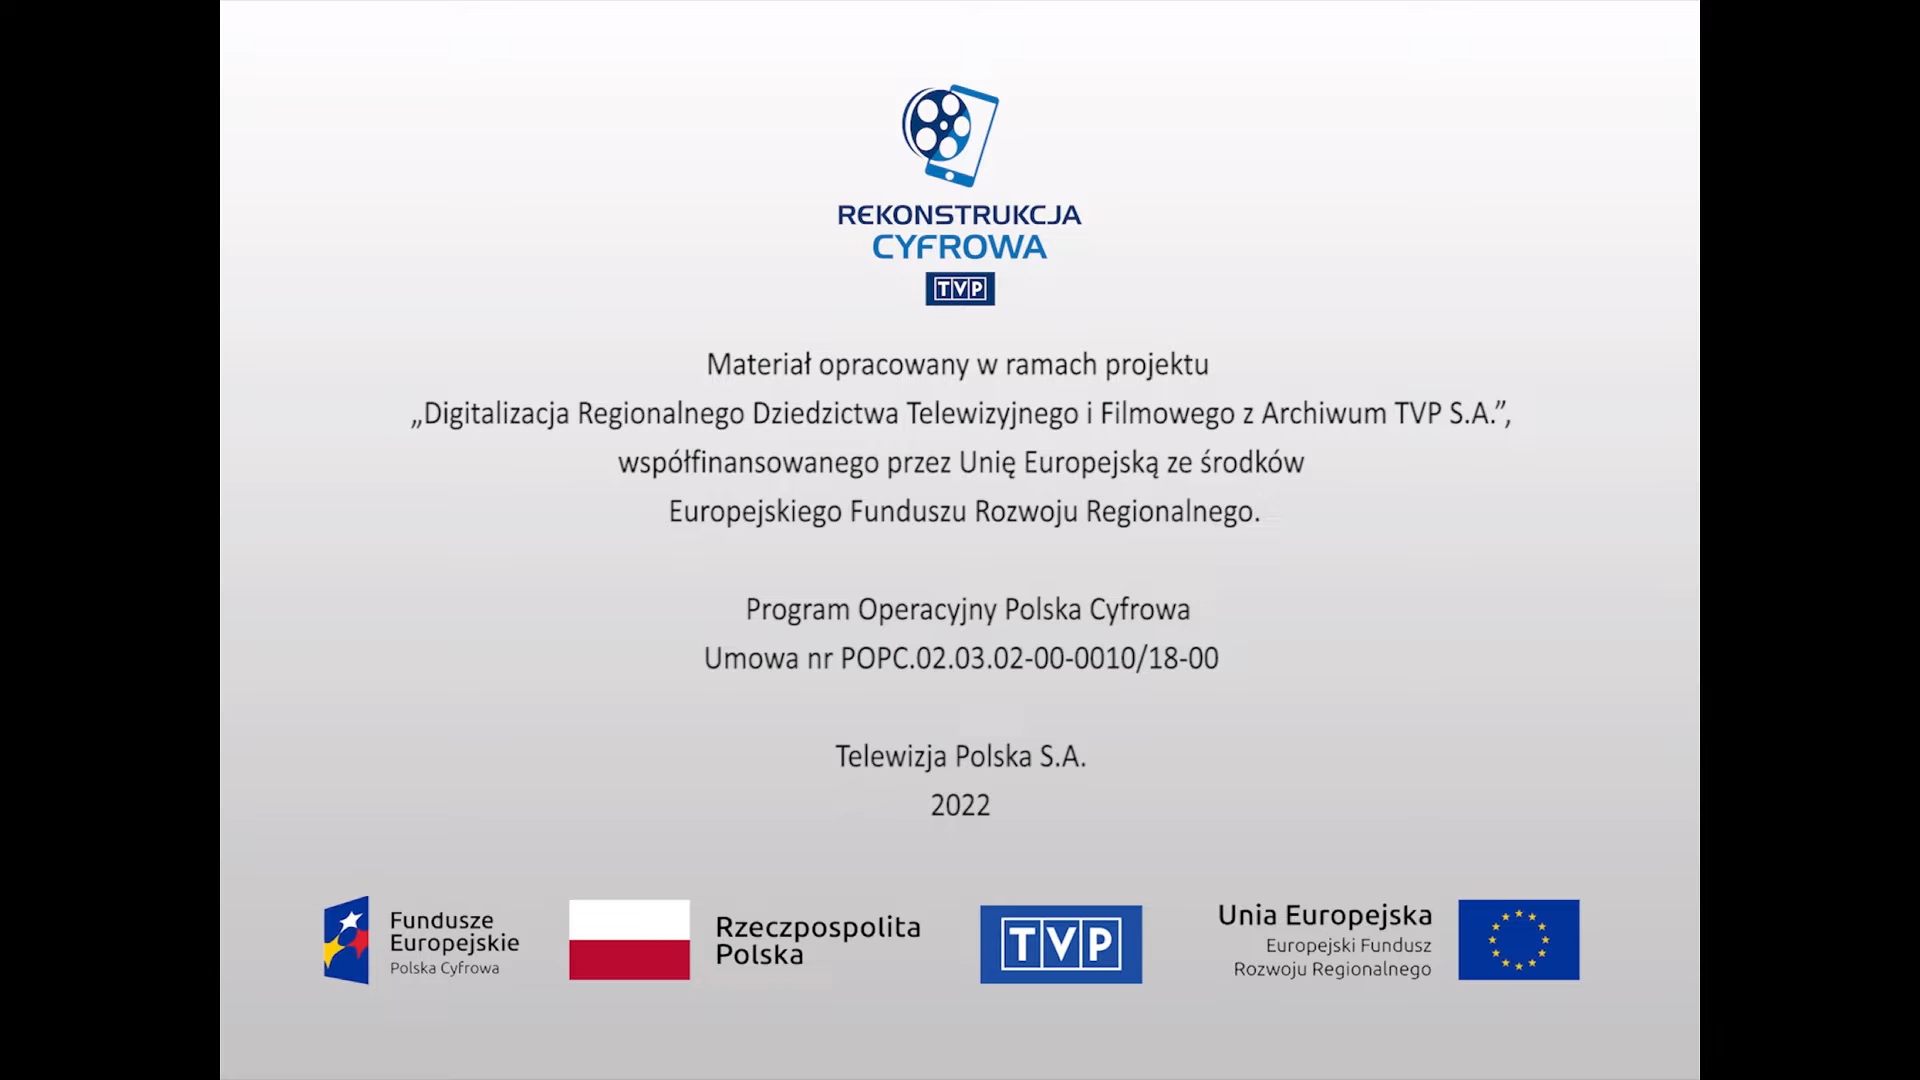 REKONSTRUKCJA
CYFROWA
TVP
Materiał opracowany w ramach projektu
„Digitalizacja Regionalnego Dziedzictwa Telewizyjnego i Filmowego z Archiwum TVP S.A.”,
współfinansowanego przez Unię Europejską ze środków
Europejskiego Funduszu Rozwoju Regionalnego.
Program Operacyjny Polska Cyfrowa
Umowa nr POPC.02.03.02-00-0010/18-00
Telewizja Polska S.A.
2022
Fundusze
Europejskie
Polska Cyfrowa
Rzeczpospolita
Polska
TVP
Unia Europejska
Europejski Fundusz
Rozwoju Regionalnego